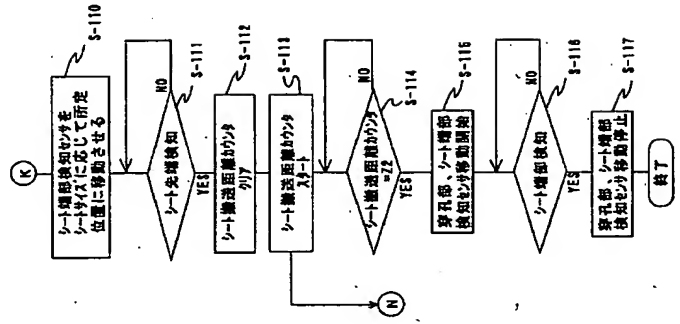 K
シート端部検知センサを
シートサイズに応じて所定
位置に移動させる
S-110
シート先端検知
S-111
NO
YES
シート搬送距離カウンタ
クリア
S-112
シート搬送距離カウンタ
スタート
S-113
N
シート搬送距離カウンタ
=Z2
S-114
NO
YES
穿孔部、シート端部
検知センサ移動開始
S-115
シート端部検知
S-116
NO
YES
穿孔部、シート端部
検知センサ移動停止
S-117
終了